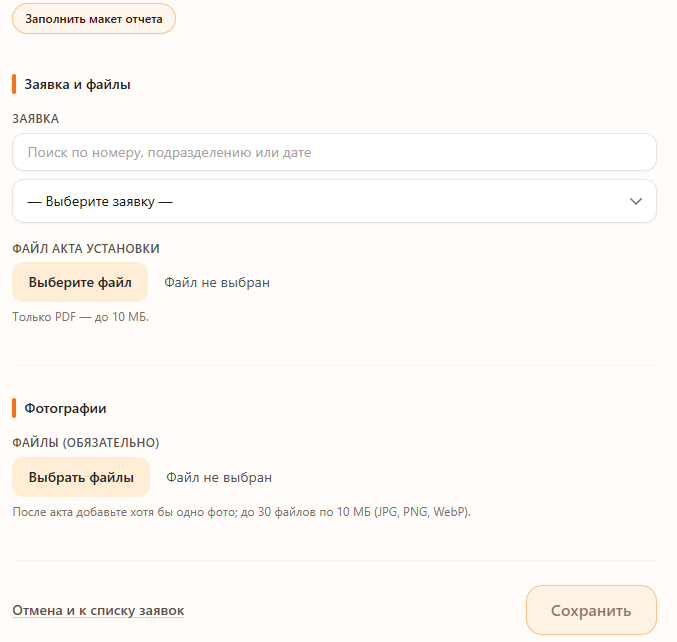 Заполнить макет отчета
Заявка и файлы
ЗАЯВКА
Поиск по номеру, подразделению или дате
— Выберите заявку —
ФАЙЛ АКТА УСТАНОВКИ
Выберите файл Файл не выбран
Только PDF — до 10 МБ.
Фотографии
ФАЙЛЫ (ОБЯЗАТЕЛЬНО)
Выбрать файлы Файл не выбран
После акта добавьте хотя бы одно фото; до 30 файлов по 10 МБ (JPG, PNG, WebP).
Отмена и к списку заявок Сохранить